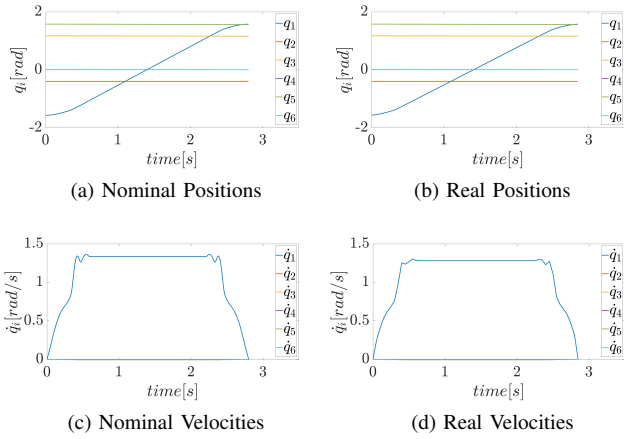 2
0
-2
q_i[rad]
0 1 2 3
time[s]
q_1
q_2
q_3
q_4
q_5
q_6
(a) Nominal Positions
2
0
-2
q_i[rad]
0 1 2 3
time[s]
q_1
q_2
q_3
q_4
q_5
q_6
(b) Real Positions
1.5
1
0.5
0
q̇_i[rad/s]
0 1 2 3
time[s]
q̇_1
q̇_2
q̇_3
q̇_4
q̇_5
q̇_6
(c) Nominal Velocities
1.5
1
0.5
0
q̇_i[rad/s]
0 1 2 3
time[s]
q̇_1
q̇_2
q̇_3
q̇_4
q̇_5
q̇_6
(d) Real Velocities